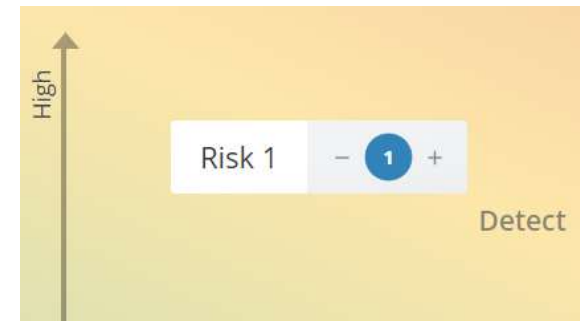 High
Risk 1 − 1 +
Detect